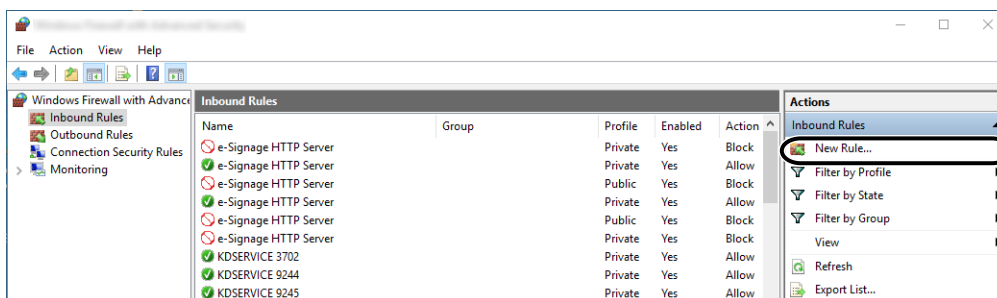 File Action View Help
Windows Firewall with Advance
Inbound Rules
Outbound Rules
Connection Security Rules
Monitoring
Inbound Rules
Name Group Profile Enabled Action
e-Signage HTTP Server Private Yes Block
e-Signage HTTP Server Private Yes Allow
e-Signage HTTP Server Public Yes Block
e-Signage HTTP Server Private Yes Allow
e-Signage HTTP Server Public Yes Block
e-Signage HTTP Server Private Yes Block
KDSERVICE 3702 Private Yes Allow
KDSERVICE 9244 Private Yes Allow
KDSERVICE 9245 Private Yes Allow
Actions
Inbound Rules
New Rule...
Filter by Profile
Filter by State
Filter by Group
View
Refresh
Export List...